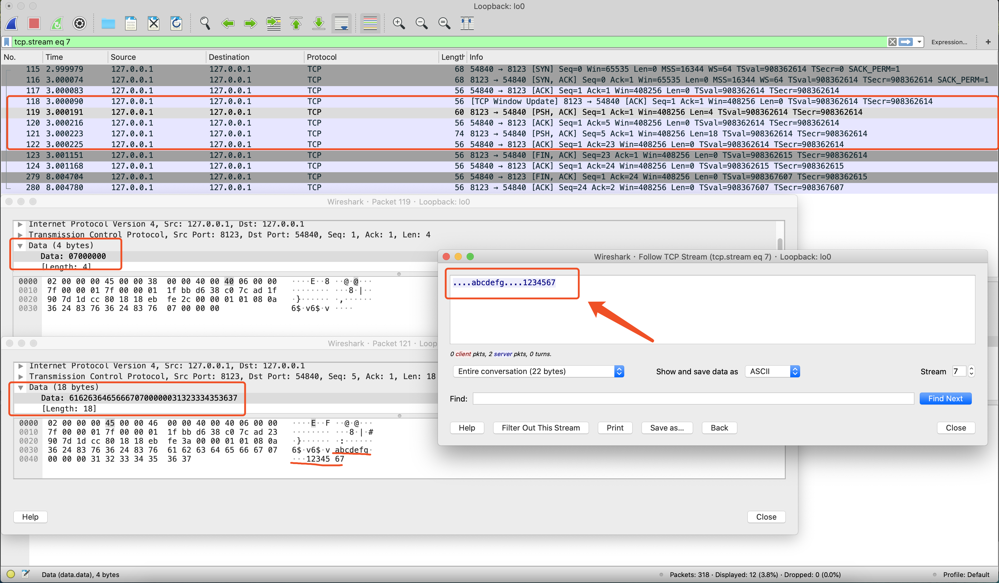 Loopback: lo0
tcp.stream eq 7
Expression...
+
No. Time Source Destination Protocol Length Info
115 2.999979 127.0.0.1 127.0.0.1 TCP 68 54840 → 8123 [SYN] Seq=0 Win=65535 Len=0 MSS=16344 WS=64 TSval=908362614 TSecr=0 SACK_PERM=1
116 3.000074 127.0.0.1 127.0.0.1 TCP 68 8123 → 54840 [SYN, ACK] Seq=0 Ack=1 Win=65535 Len=0 MSS=16344 WS=64 TSval=908362614 TSecr=908362614 SACK_PERM=1
117 3.000083 127.0.0.1 127.0.0.1 TCP 56 54840 → 8123 [ACK] Seq=1 Ack=1 Win=408256 Len=0 TSval=908362614 TSecr=908362614
118 3.000090 127.0.0.1 127.0.0.1 TCP 56 [TCP Window Update] 8123 → 54840 [ACK] Seq=1 Ack=1 Win=408256 Len=0 TSval=908362614 TSecr=908362614
119 3.000191 127.0.0.1 127.0.0.1 TCP 60 8123 → 54840 [PSH, ACK] Seq=1 Ack=1 Win=408256 Len=4 TSval=908362614 TSecr=908362614
120 3.000216 127.0.0.1 127.0.0.1 TCP 56 54840 → 8123 [ACK] Seq=1 Ack=5 Win=408256 Len=0 TSval=908362614 TSecr=908362614
121 3.000223 127.0.0.1 127.0.0.1 TCP 74 8123 → 54840 [PSH, ACK] Seq=5 Ack=1 Win=408256 Len=18 TSval=908362614 TSecr=908362614
122 3.000225 127.0.0.1 127.0.0.1 TCP 56 54840 → 8123 [ACK] Seq=1 Ack=23 Win=408256 Len=0 TSval=908362614 TSecr=908362614
123 3.001151 127.0.0.1 127.0.0.1 TCP 56 8123 → 54840 [FIN, ACK] Seq=23 Ack=1 Win=408256 Len=0 TSval=908362615 TSecr=908362614
124 3.001168 127.0.0.1 127.0.0.1 TCP 56 54840 → 8123 [ACK] Seq=1 Ack=24 Win=408256 Len=0 TSval=908362615 TSecr=908362615
279 8.004704 127.0.0.1 127.0.0.1 TCP 56 54840 → 8123 [FIN, ACK] Seq=1 Ack=24 Win=408256 Len=0 TSval=908367607 TSecr=908362615
280 8.004780 127.0.0.1 127.0.0.1 TCP 56 8123 → 54840 [ACK] Seq=24 Ack=2 Win=408256 Len=0 TSval=908367607 TSecr=908367607
Wireshark · Packet 119 · Loopback: lo0
Internet Protocol Version 4, Src: 127.0.0.1, Dst: 127.0.0.1
Transmission Control Protocol, Src Port: 8123, Dst Port: 54840, Seq: 1, Ack: 1, Len: 4
Data (4 bytes)
Data: 07000000
[Length: 4]
0000 02 00 00 00 45 00 00 38 00 00 40 00 40 06 00 00 ····E··8 ··@·@···
0010 7f 00 00 01 7f 00 00 01 1f bb d6 38 c0 7c ad 1f ········ ···8·|··
0020 90 7d 1d cc 80 18 18 eb fe 2c 00 00 01 01 08 0a ·}······ ·,······
0030 36 24 83 76 36 24 83 76 07 00 00 00 6$·v6$·v ····
Wireshark · Packet 121 · Loop
Internet Protocol Version 4, Src: 127.0.0.1, Dst: 127.0.0.1
Transmission Control Protocol, Src Port: 8123, Dst Port: 54840, Seq: 5, Ack: 1, Len: 18
Data (18 bytes)
Data: 616263646566670700000031323334353637
[Length: 18]
0000 02 00 00 00 45 00 00 46 00 00 40 00 40 06 00 00 ····E··F ··@·@···
0010 7f 00 00 01 7f 00 00 01 1f bb d6 38 c0 7c ad 23 ········ ···8·|·#
0020 90 7d 1d cc 80 18 18 eb fe 3a 00 00 01 01 08 0a ·}······ ·:······
0030 36 24 83 76 36 24 83 76 61 62 63 64 65 66 67 07 6$·v6$·v abcdefg·
0040 00 00 00 31 32 33 34 35 36 37 ···12345 67
Help
Close
Wireshark · Follow TCP Stream (tcp.stream eq 7) · Loopback: lo0
....abcdefg....1234567
0 client pkts, 2 server pkts, 0 turns.
Entire conversation (22 bytes) Show and save data as ASCII Stream 7
Find: Find Next
Help Filter Out This Stream Print Save as... Back Close
Data (data.data), 4 bytes Packets: 318 · Displayed: 12 (3.8%) · Dropped: 0 (0.0%) Profile: Default